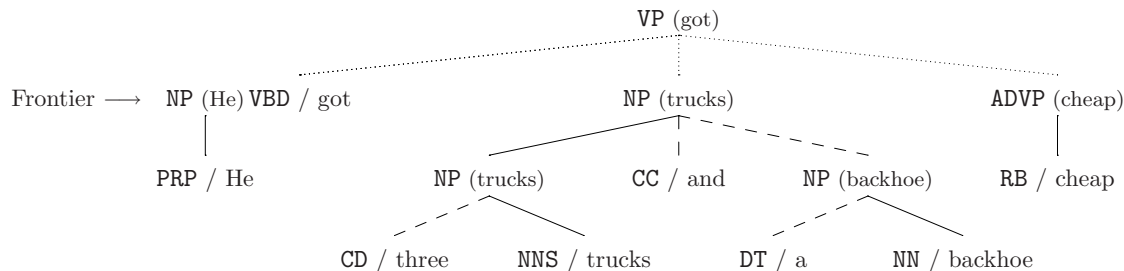 VP (got)
Frontier ⟶ NP (He) VBD / got NP (trucks) ADVP (cheap)
PRP / He NP (trucks) CC / and NP (backhoe) RB / cheap
CD / three NNS / trucks DT / a NN / backhoe